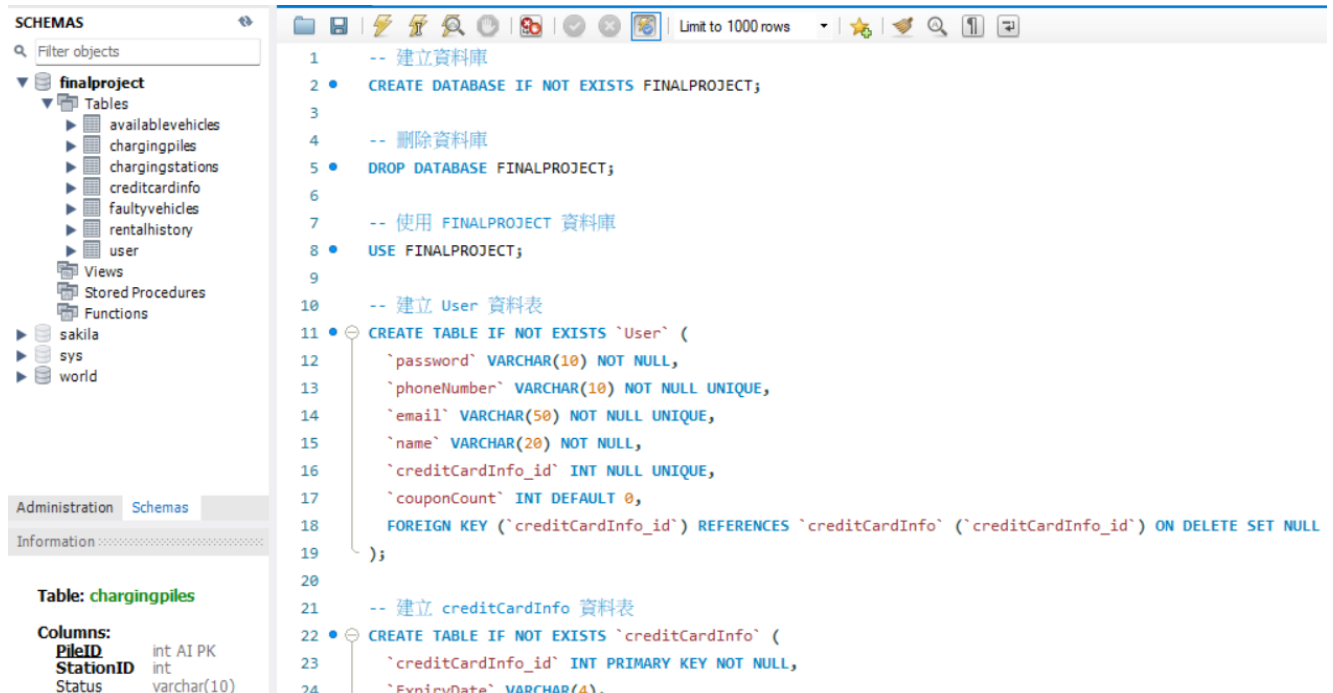 SCHEMAS
Filter objects
finalproject
Tables
availablevehicles
chargingpiles
chargingstations
creditcardinfo
faultyvehicles
rentalhistory
user
Views
Stored Procedures
Functions
sakila
sys
world
Administration Schemas
Information
Table: chargingpiles
Columns:
PileID int AI PK
StationID int
Status varchar(10)
Limit to 1000 rows
1 -- 建立資料庫
2 CREATE DATABASE IF NOT EXISTS FINALPROJECT;
3
4 -- 刪除資料庫
5 DROP DATABASE FINALPROJECT;
6
7 -- 使用 FINALPROJECT 資料庫
8 USE FINALPROJECT;
9
10 -- 建立 User 資料表
11 CREATE TABLE IF NOT EXISTS `User` (
12 `password` VARCHAR(10) NOT NULL,
13 `phoneNumber` VARCHAR(10) NOT NULL UNIQUE,
14 `email` VARCHAR(50) NOT NULL UNIQUE,
15 `name` VARCHAR(20) NOT NULL,
16 `creditCardInfo_id` INT NULL UNIQUE,
17 `couponCount` INT DEFAULT 0,
18 FOREIGN KEY (`creditCardInfo_id`) REFERENCES `creditCardInfo` (`creditCardInfo_id`) ON DELETE SET NULL
19 );
20
21 -- 建立 creditCardInfo 資料表
22 CREATE TABLE IF NOT EXISTS `creditCardInfo` (
23 `creditCardInfo_id` INT PRIMARY KEY NOT NULL,
24 `ExpiryDate` VARCHAR(4),